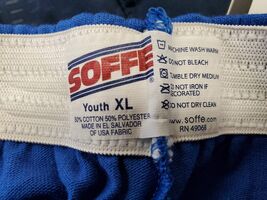 SOFFE
Youth XL
50% COTTON 50% POLYESTER
MADE IN EL SALVADOR
OF USA FABRIC
MACHINE WASH WARM
DO NOT BLEACH
TUMBLE DRY MEDIUM
DO NOT IRON IF
DECORATED
DO NOT DRY CLEAN
www.soffe.com
RN 49066